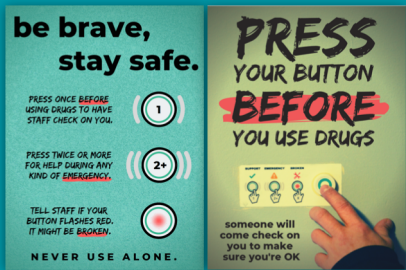 be brave,
stay safe.
PRESS ONCE BEFORE
USING DRUGS TO HAVE
STAFF CHECK ON YOU.
1
PRESS TWICE OR MORE
FOR HELP DURING ANY
KIND OF EMERGENCY.
2+
TELL STAFF IF YOUR
BUTTON FLASHES RED.
IT MIGHT BE BROKEN.
NEVER USE ALONE.
PRESS
YOUR BUTTON
BEFORE
YOU USE DRUGS
SUPPORT EMERGENCY
someone will
come check on
you to make
sure you're OK